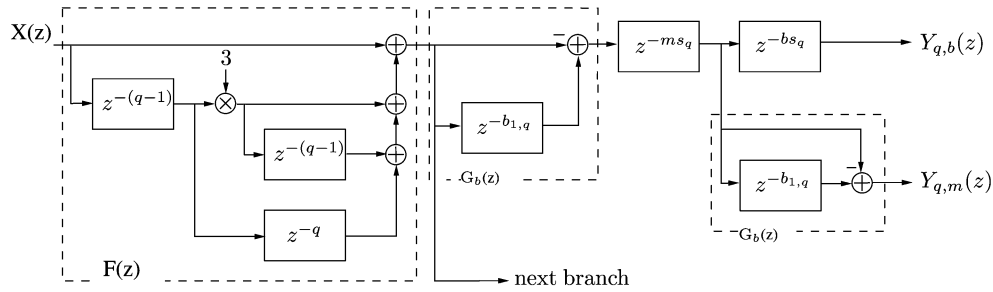 X(z)
3
z^{-(q-1)}
z^{-(q-1)}
z^{-q}
F(z)
−
z^{-b_{1,q}}
G_b(z)
next branch
z^{-ms_q}
z^{-bs_q}
Y_{q,b}(z)
−
z^{-b_{1,q}}
G_b(z)
Y_{q,m}(z)